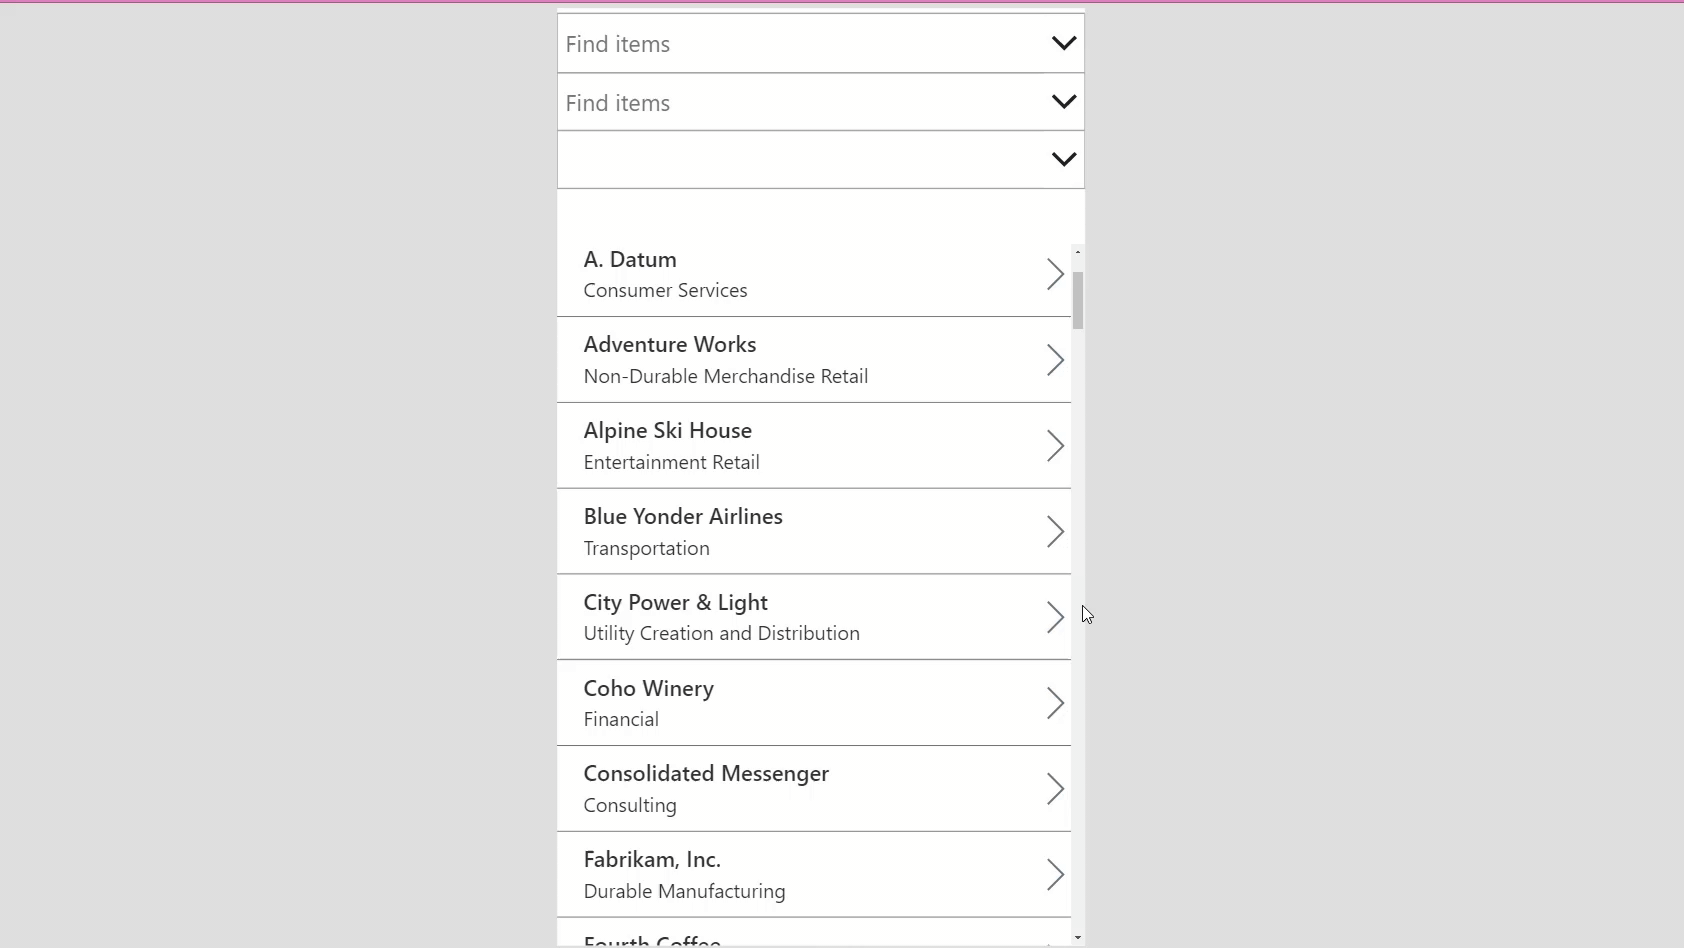 Find items
Find items
A. Datum
Consumer Services
Adventure Works
Non-Durable Merchandise Retail
Alpine Ski House
Entertainment Retail
Blue Yonder Airlines
Transportation
City Power & Light
Utility Creation and Distribution
Coho Winery
Financial
Consolidated Messenger
Consulting
Fabrikam, Inc.
Durable Manufacturing
Fourth Coffee